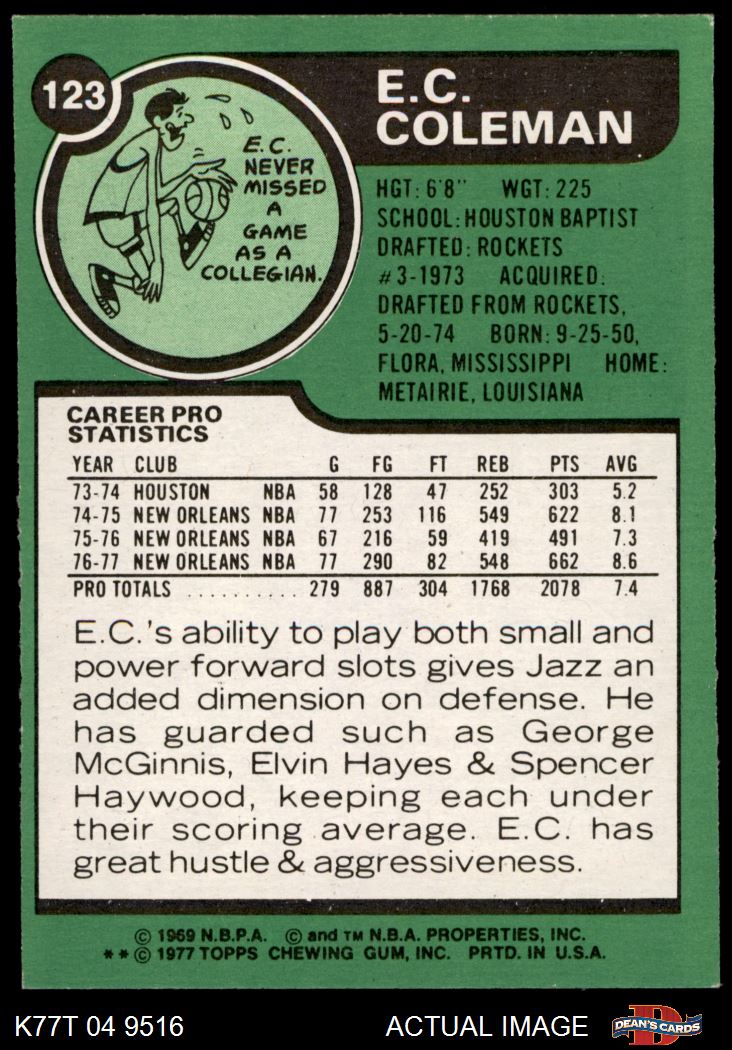 123
E.C.
COLEMAN
E.C.
NEVER
MISSED
A
GAME
AS A
COLLEGIAN.
HGT: 6'8" WGT: 225
SCHOOL: HOUSTON BAPTIST
DRAFTED: ROCKETS
#3-1973 ACQUIRED:
DRAFTED FROM ROCKETS,
5-20-74 BORN: 9-25-50,
FLORA, MISSISSIPPI HOME:
METAIRIE, LOUISIANA
CAREER PRO
STATISTICS
YEAR CLUB G FG FT REB PTS AVG
73-74 HOUSTON NBA 58 128 47 252 303 5.2
74-75 NEW ORLEANS NBA 77 253 116 549 622 8.1
75-76 NEW ORLEANS NBA 67 216 59 419 491 7.3
76-77 NEW ORLEANS NBA 77 290 82 548 662 8.6
PRO TOTALS .......... 279 887 304 1768 2078 7.4
E.C.'s ability to play both small and
power forward slots gives Jazz an
added dimension on defense. He
has guarded such as George
McGinnis, Elvin Hayes & Spencer
Haywood, keeping each under
their scoring average. E.C. has
great hustle & aggressiveness.
© 1969 N.B.P.A. © and TM N.B.A. PROPERTIES, INC.
**© 1977 TOPPS CHEWING GUM, INC. PRTD. IN U.S.A.
K77T 04 9516 ACTUAL IMAGE D DEAN'S CARDS